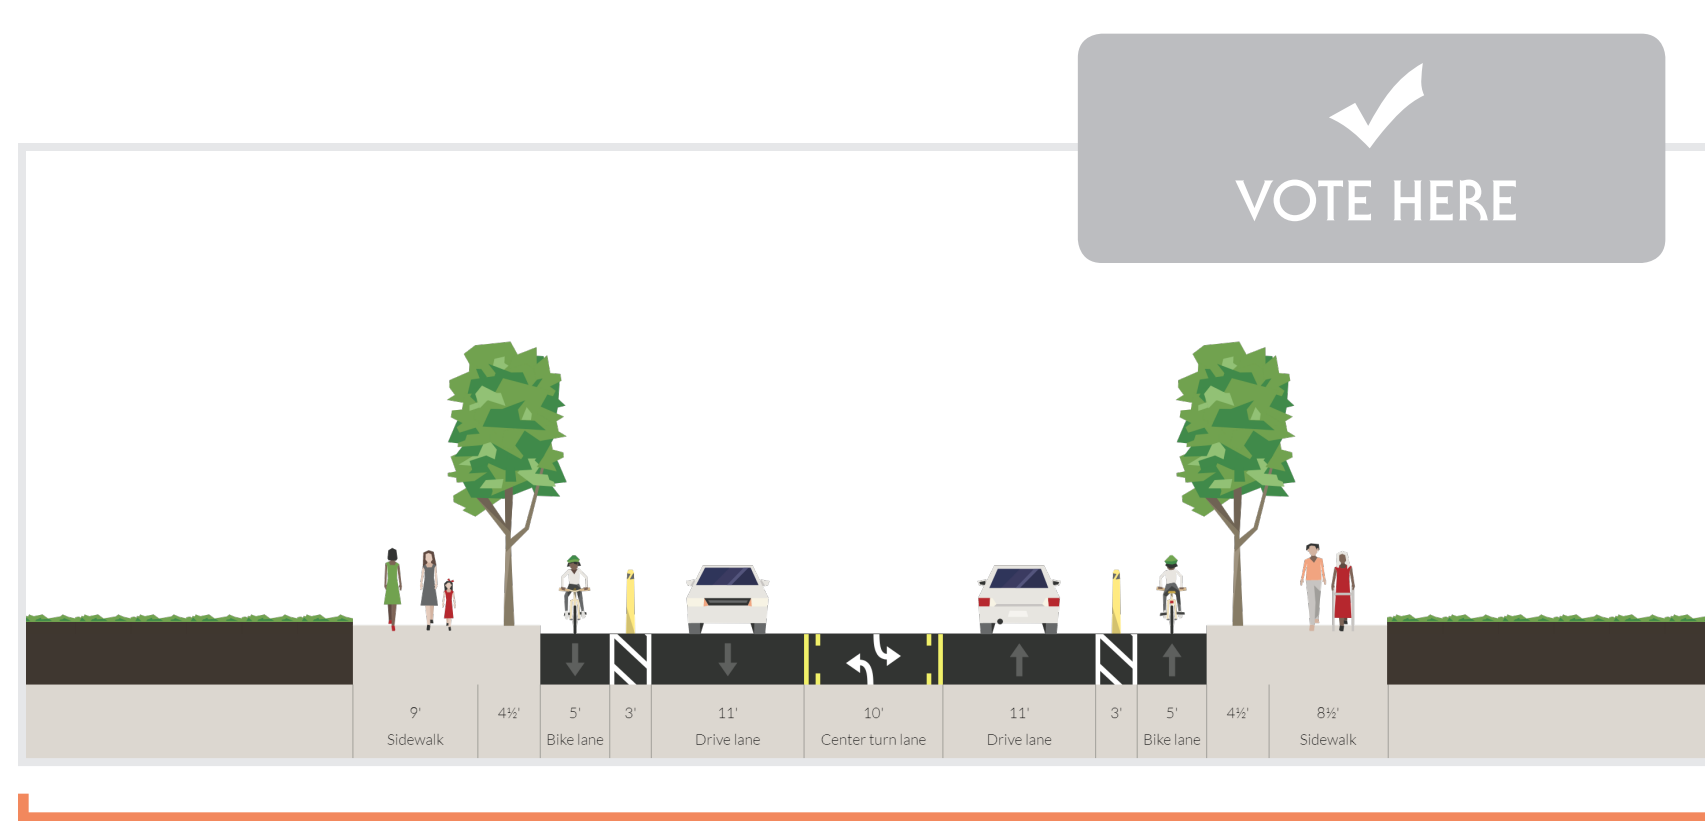 VOTE HERE
9' 4½' 5' 3' 11' 10' 11' 3' 5' 4½' 8½'
Sidewalk Bike lane Drive lane Center turn lane Drive lane Bike lane Sidewalk